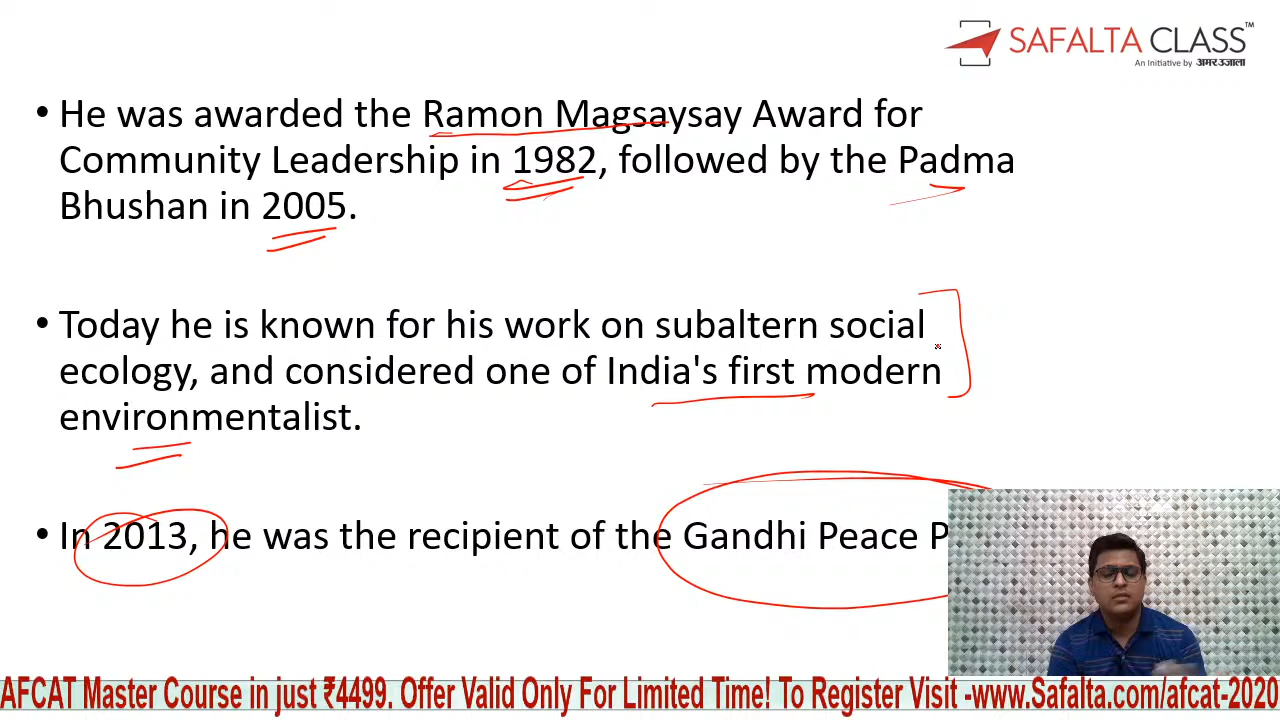 SAFALTA CLASS™
An Initiative by अमर उजाला
• He was awarded the Ramon Magsaysay Award for
Community Leadership in 1982, followed by the Padma
Bhushan in 2005.
• Today he is known for his work on subaltern social
ecology, and considered one of India's first modern
environmentalist.
• In 2013, he was the recipient of the Gandhi Peace P
AFCAT Master Course in just ₹4499. Offer Valid Only For Limited Time! To Register Visit -www.Safalta.com/afcat-2020